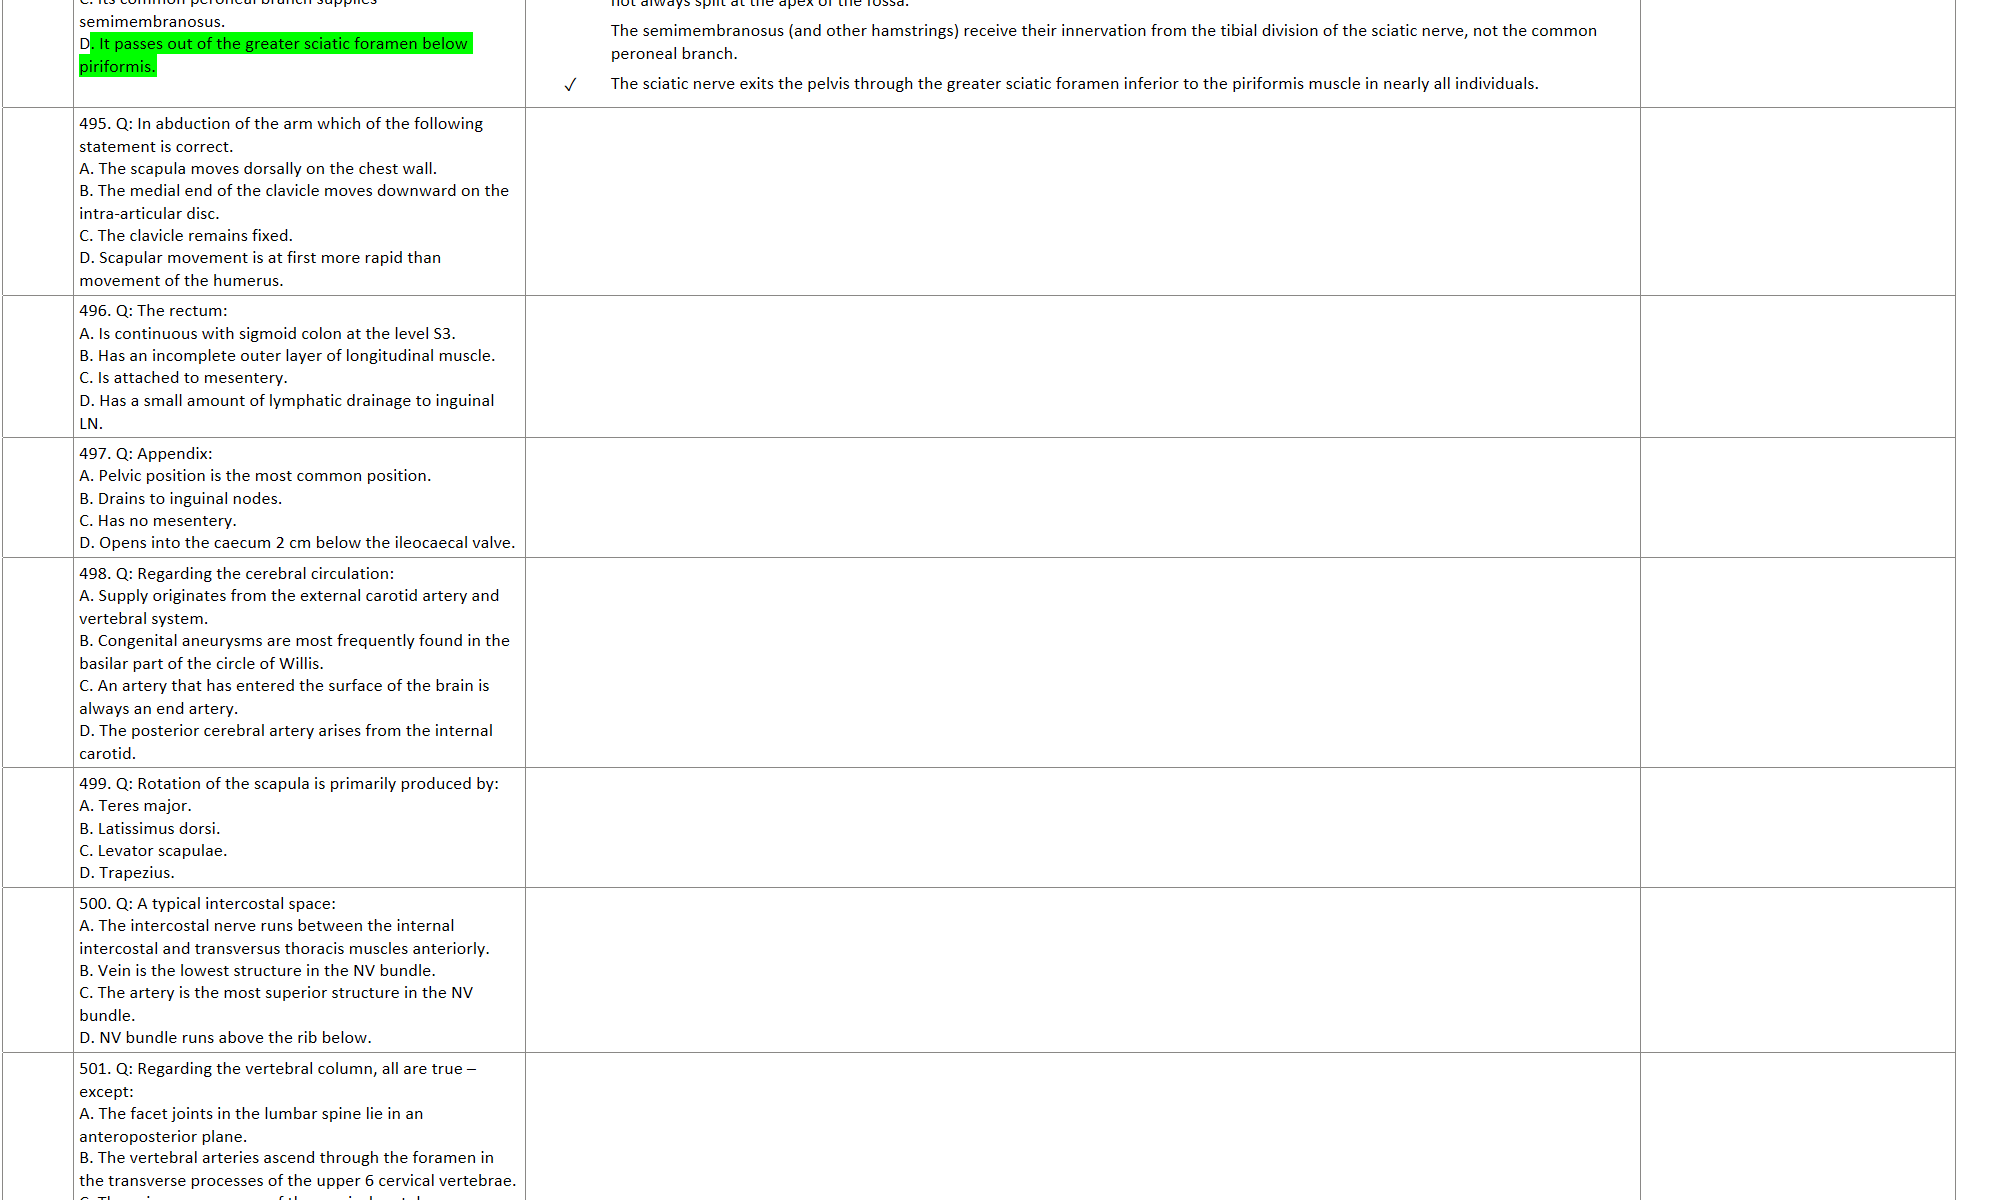 semimembranosus.
D. It passes out of the greater sciatic foramen below
piriformis.
not always split at the apex of the fossa.
The semimembranosus (and other hamstrings) receive their innervation from the tibial division of the sciatic nerve, not the common
peroneal branch.
✓ The sciatic nerve exits the pelvis through the greater sciatic foramen inferior to the piriformis muscle in nearly all individuals.
495. Q: In abduction of the arm which of the following
statement is correct.
A. The scapula moves dorsally on the chest wall.
B. The medial end of the clavicle moves downward on the
intra-articular disc.
C. The clavicle remains fixed.
D. Scapular movement is at first more rapid than
movement of the humerus.
496. Q: The rectum:
A. Is continuous with sigmoid colon at the level S3.
B. Has an incomplete outer layer of longitudinal muscle.
C. Is attached to mesentery.
D. Has a small amount of lymphatic drainage to inguinal
LN.
497. Q: Appendix:
A. Pelvic position is the most common position.
B. Drains to inguinal nodes.
C. Has no mesentery.
D. Opens into the caecum 2 cm below the ileocaecal valve.
498. Q: Regarding the cerebral circulation:
A. Supply originates from the external carotid artery and
vertebral system.
B. Congenital aneurysms are most frequently found in the
basilar part of the circle of Willis.
C. An artery that has entered the surface of the brain is
always an end artery.
D. The posterior cerebral artery arises from the internal
carotid.
499. Q: Rotation of the scapula is primarily produced by:
A. Teres major.
B. Latissimus dorsi.
C. Levator scapulae.
D. Trapezius.
500. Q: A typical intercostal space:
A. The intercostal nerve runs between the internal
intercostal and transversus thoracis muscles anteriorly.
B. Vein is the lowest structure in the NV bundle.
C. The artery is the most superior structure in the NV
bundle.
D. NV bundle runs above the rib below.
501. Q: Regarding the vertebral column, all are true –
except:
A. The facet joints in the lumbar spine lie in an
anteroposterior plane.
B. The vertebral arteries ascend through the foramen in
the transverse processes of the upper 6 cervical vertebrae.